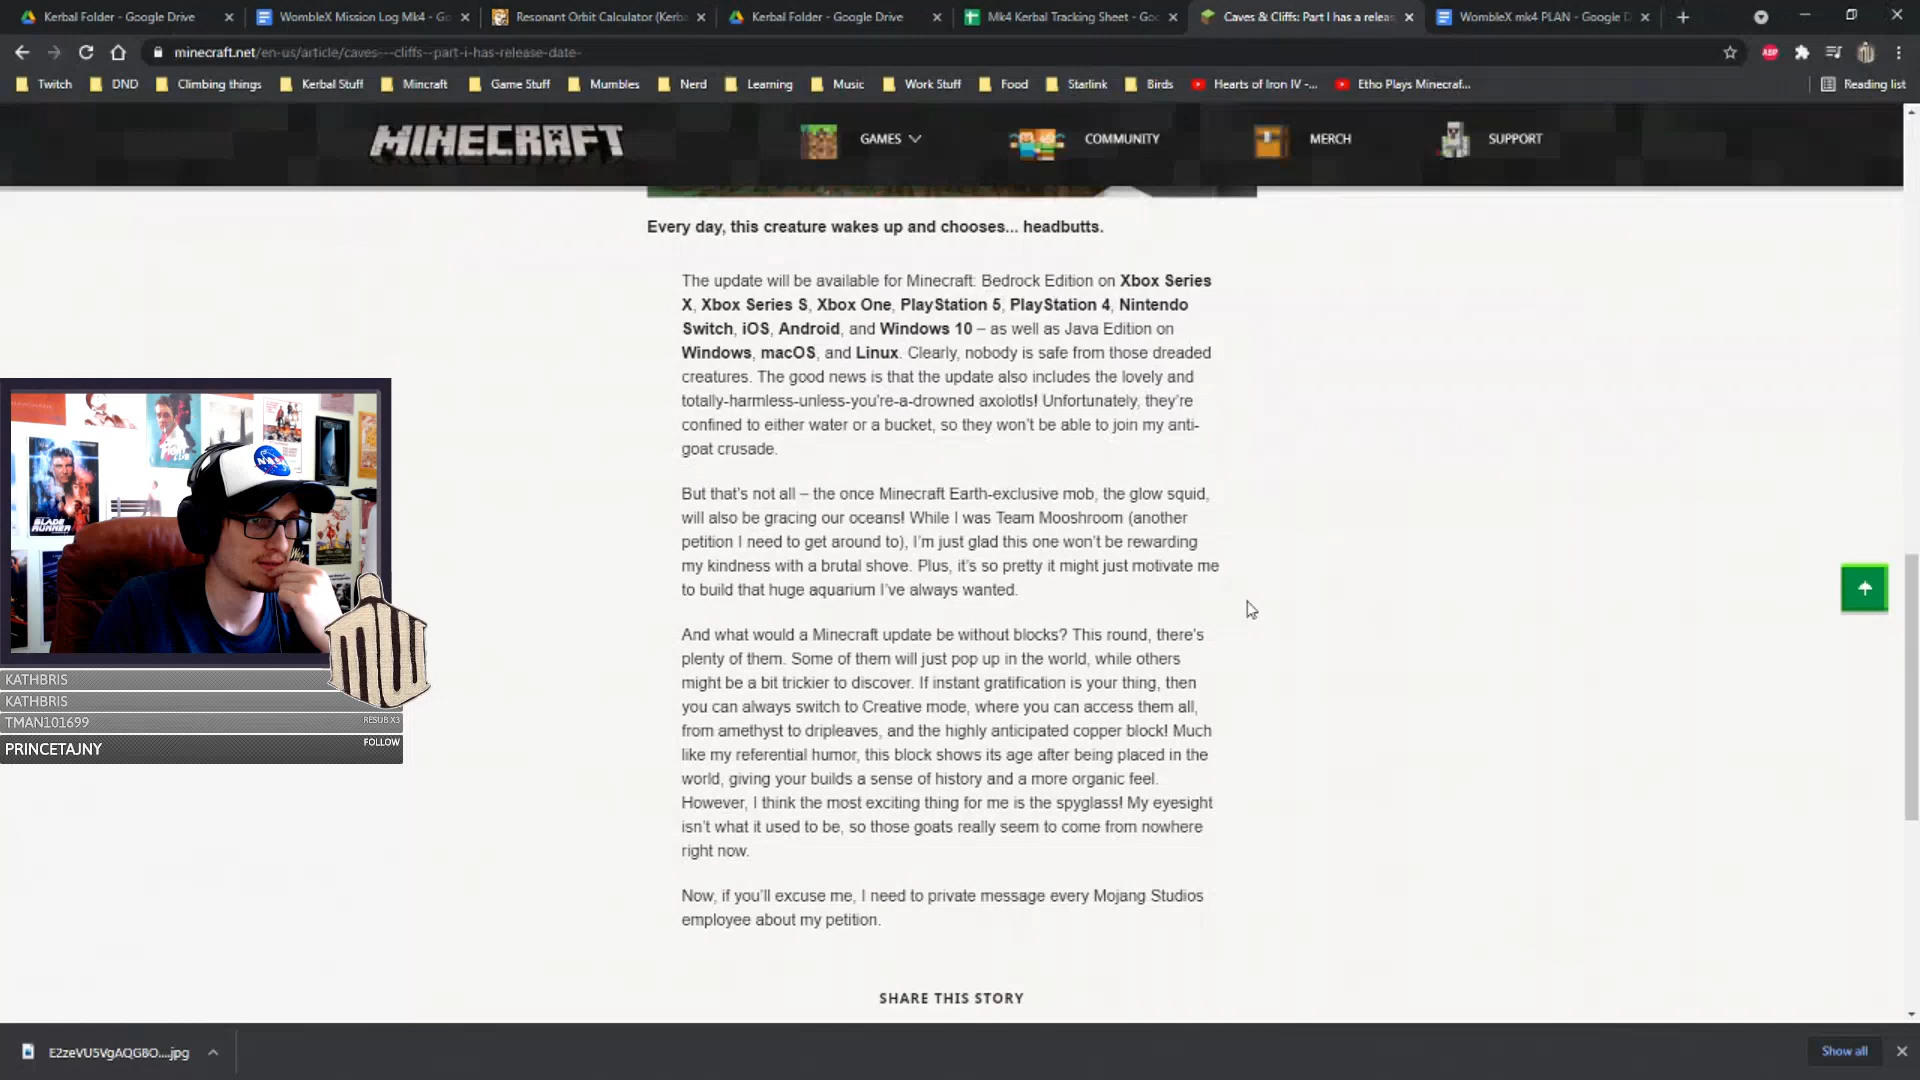 Kerbal Folder - Google Drive
WombleX Mission Log Mk4 - Go
Resonant Orbit Calculator (Kerba
Kerbal Folder - Google Drive
Mk4 Kerbal Tracking Sheet - Goo
Caves & Cliffs: Part I has a releas
WombleX mk4 PLAN - Google D
minecraft.net/en-us/article/caves---cliffs--part-i-has-release-date-
ABP
Twitch
DND
Climbing things
Kerbal Stuff
Mincraft
Game Stuff
Mumbles
Nerd
Learning
Music
Work Stuff
Food
Starlink
Birds
Hearts of Iron IV -...
Etho Plays Minecraf...
Reading list
MINECRAFT
GAMES
COMMUNITY
MERCH
SUPPORT
Every day, this creature wakes up and chooses... headbutts.
The update will be available for Minecraft: Bedrock Edition on Xbox Series
X, Xbox Series S, Xbox One, PlayStation 5, PlayStation 4, Nintendo
Switch, iOS, Android, and Windows 10 – as well as Java Edition on
Windows, macOS, and Linux. Clearly, nobody is safe from those dreaded
creatures. The good news is that the update also includes the lovely and
totally-harmless-unless-you're-a-drowned axolotls! Unfortunately, they're
confined to either water or a bucket, so they won't be able to join my anti-
goat crusade.
But that's not all – the once Minecraft Earth-exclusive mob, the glow squid,
will also be gracing our oceans! While I was Team Mooshroom (another
petition I need to get around to), I'm just glad this one won't be rewarding
my kindness with a brutal shove. Plus, it's so pretty it might just motivate me
to build that huge aquarium I've always wanted.
And what would a Minecraft update be without blocks? This round, there's
plenty of them. Some of them will just pop up in the world, while others
might be a bit trickier to discover. If instant gratification is your thing, then
you can always switch to Creative mode, where you can access them all,
from amethyst to dripleaves, and the highly anticipated copper block! Much
like my referential humor, this block shows its age after being placed in the
world, giving your builds a sense of history and a more organic feel.
However, I think the most exciting thing for me is the spyglass! My eyesight
isn't what it used to be, so those goats really seem to come from nowhere
right now.
Now, if you'll excuse me, I need to private message every Mojang Studios
employee about my petition.
SHARE THIS STORY
BLADE
RUNNER
NASA
KATHBRIS
KATHBRIS
TMAN101699
RESUB X3
PRINCETAJNY
FOLLOW
Show all